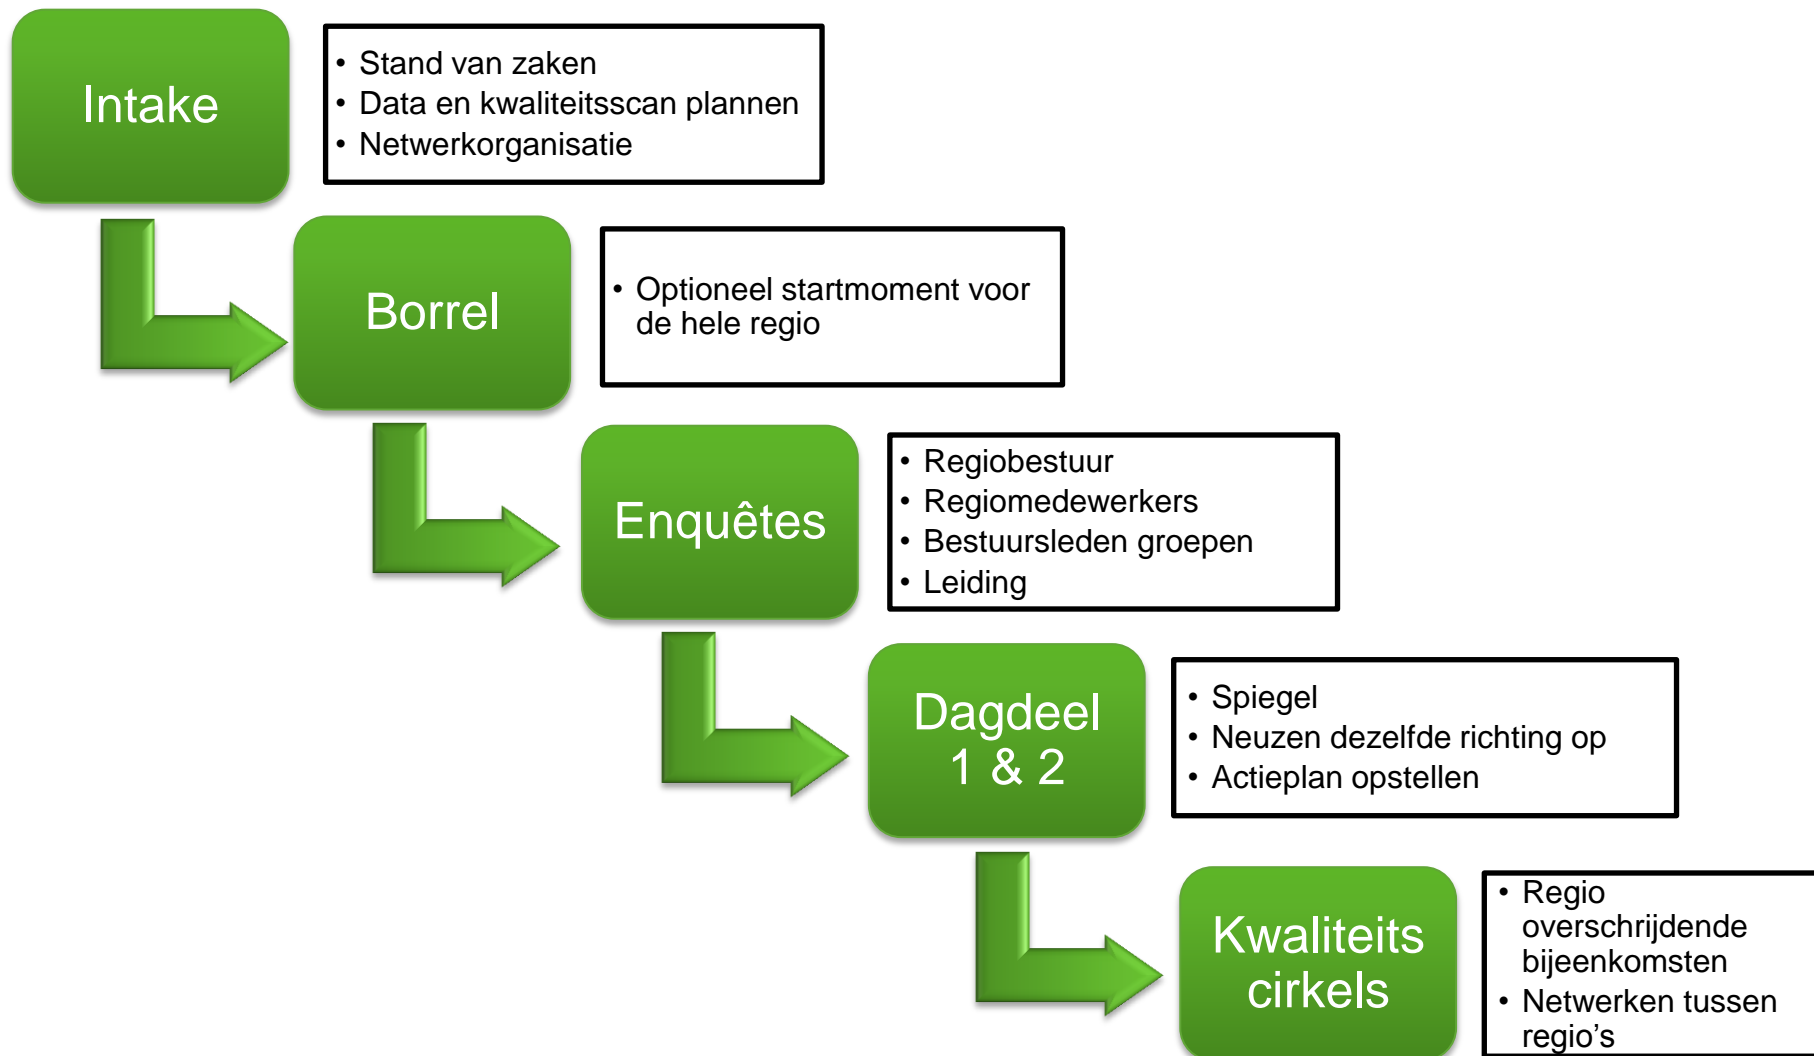 Intake
• Stand van zaken
• Data en kwaliteitsscan plannen
• Netwerkorganisatie
Borrel
• Optioneel startmoment voor
de hele regio
Enquêtes
• Regiobestuur
• Regiomedewerkers
• Bestuursleden groepen
• Leiding
Dagdeel
1 & 2
• Spiegel
• Neuzen dezelfde richting op
• Actieplan opstellen
Kwaliteits
cirkels
• Regio
overschrijdende
bijeenkomsten
• Netwerken tussen
regio's